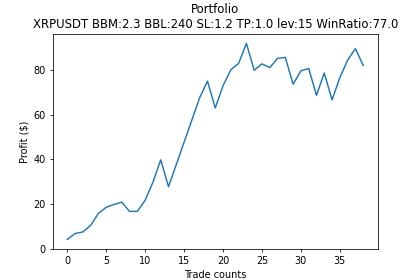 Portfolio
XRPUSDT BBM:2.3 BBL:240 SL:1.2 TP:1.0 lev:15 WinRatio:77.0
80
60
40
20
0
Profit ($)
0 5 10 15 20 25 30 35
Trade counts